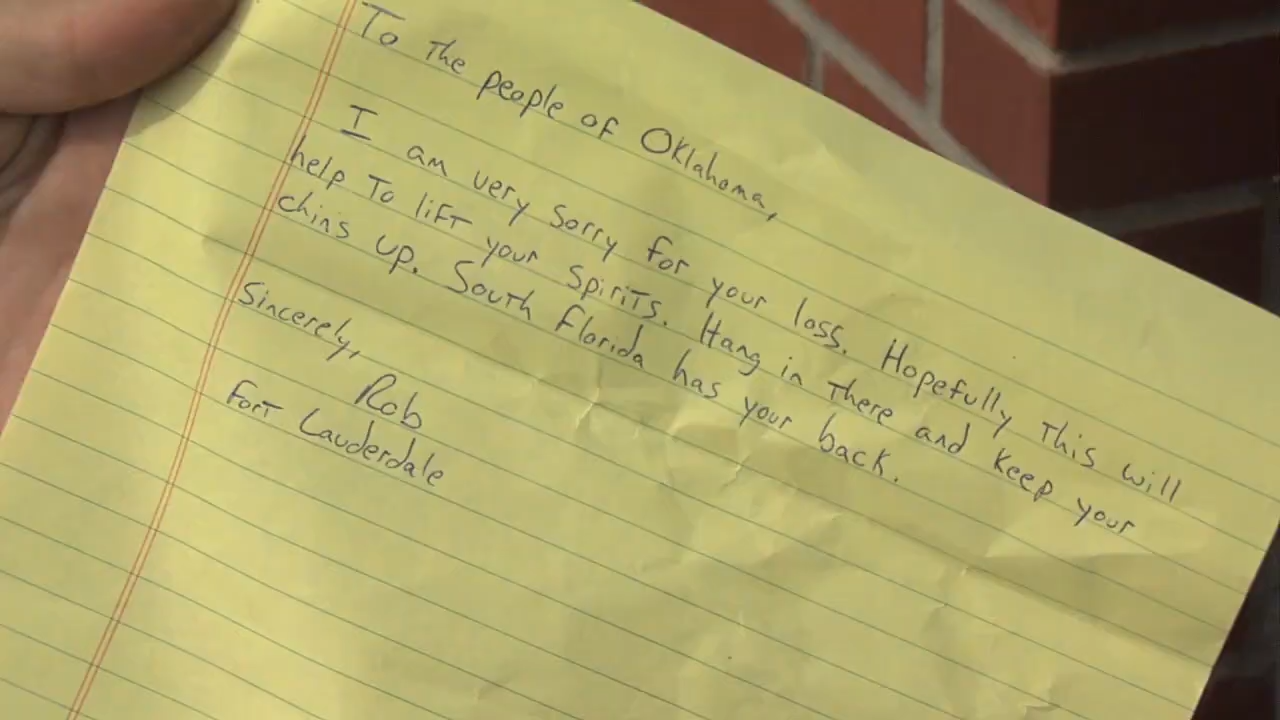 To the people of Oklahoma,
I am very sorry for your loss. Hopefully this will
help to lift your spirits. Hang in there and keep your
chins up. South Florida has your back.
Sincerely,
Rob
Fort Lauderdale